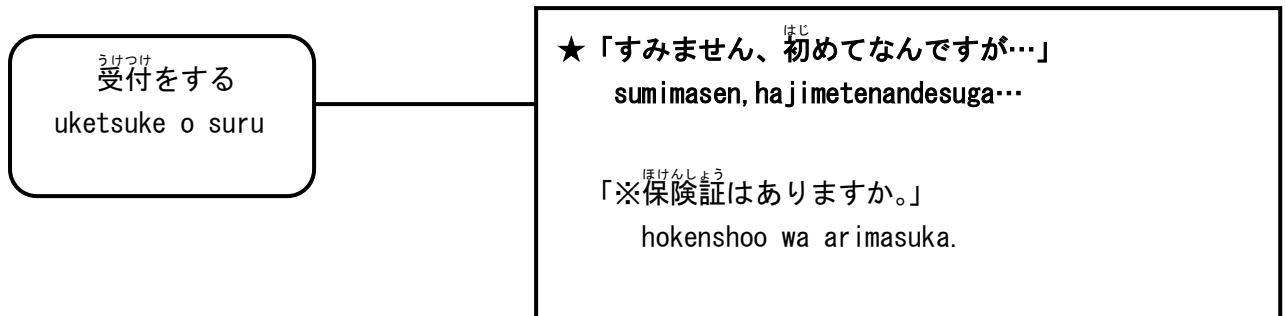 うけつけ
受付をする
uketsuke o suru
はじ
★「すみません、初めてなんですが…」
sumimasen,hajimetenandesuga…
ほけんしょう
「※保険証はありますか。」
hokenshoo wa arimasuka.